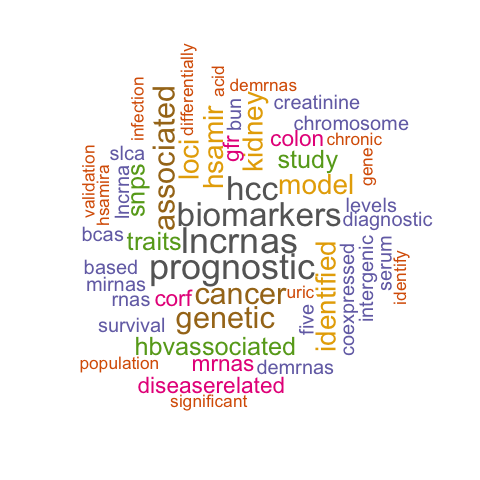 differentially
acid
demrnas
infection
associated
loci
hsamir
gfr
bun
kidney
creatinine
chromosome
colon
chronic
gene
study
validation
hsamira
lncrna
slca
snps
hcc
model
biomarkers
levels
diagnostic
bcas
traits
lncrnas
identified
coexpressed
intergenic
serum
identify
based
prognostic
mirnas
rnas
corf
cancer
uric
five
survival
genetic
hbvassociated
population
mrnas
demrnas
diseaserelated
significant